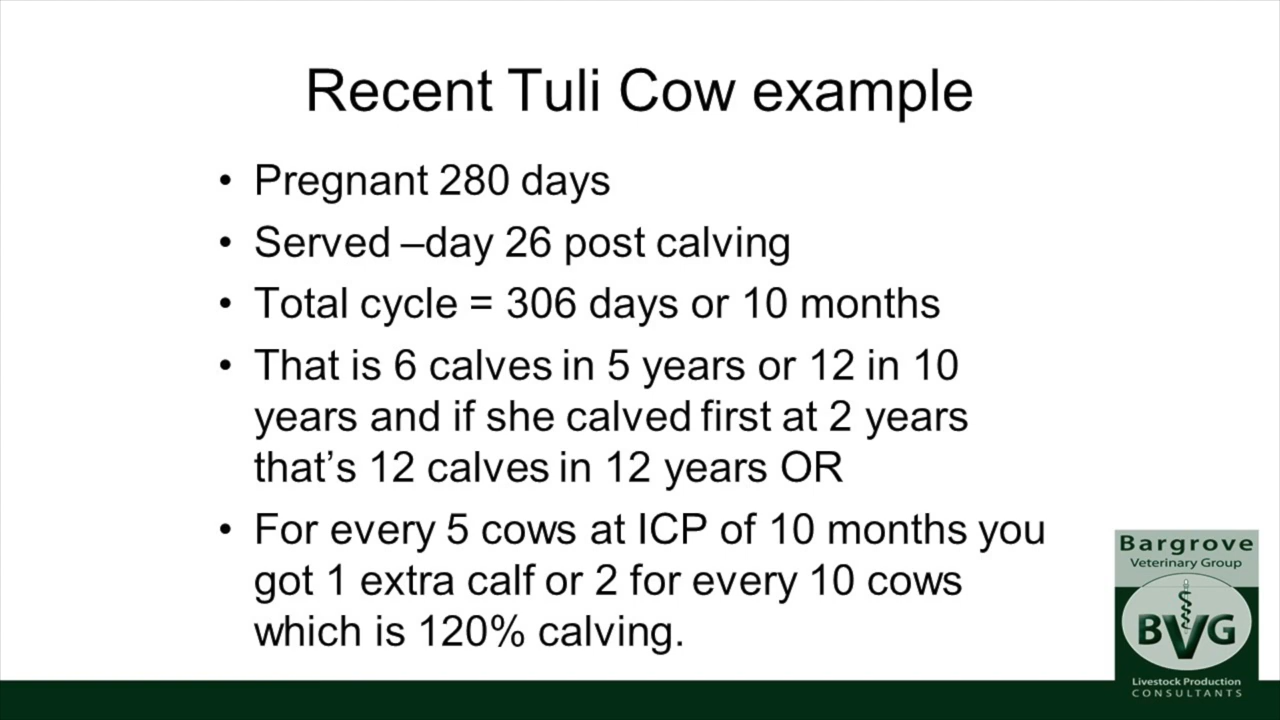 Recent Tuli Cow example
• Pregnant 280 days
• Served –day 26 post calving
• Total cycle = 306 days or 10 months
• That is 6 calves in 5 years or 12 in 10
years and if she calved first at 2 years
that’s 12 calves in 12 years OR
• For every 5 cows at ICP of 10 months you
got 1 extra calf or 2 for every 10 cows
which is 120% calving.
Bargrove
Veterinary Group
BVG
Livestock Production
CONSULTANTS